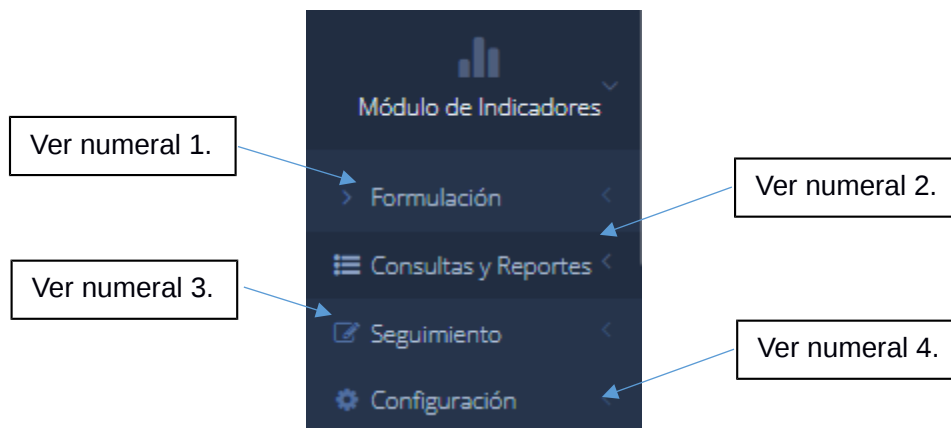 Módulo de Indicadores
Ver numeral 1.
Formulación
Ver numeral 2.
Consultas y Reportes
Ver numeral 3.
Seguimiento
Ver numeral 4.
Configuración